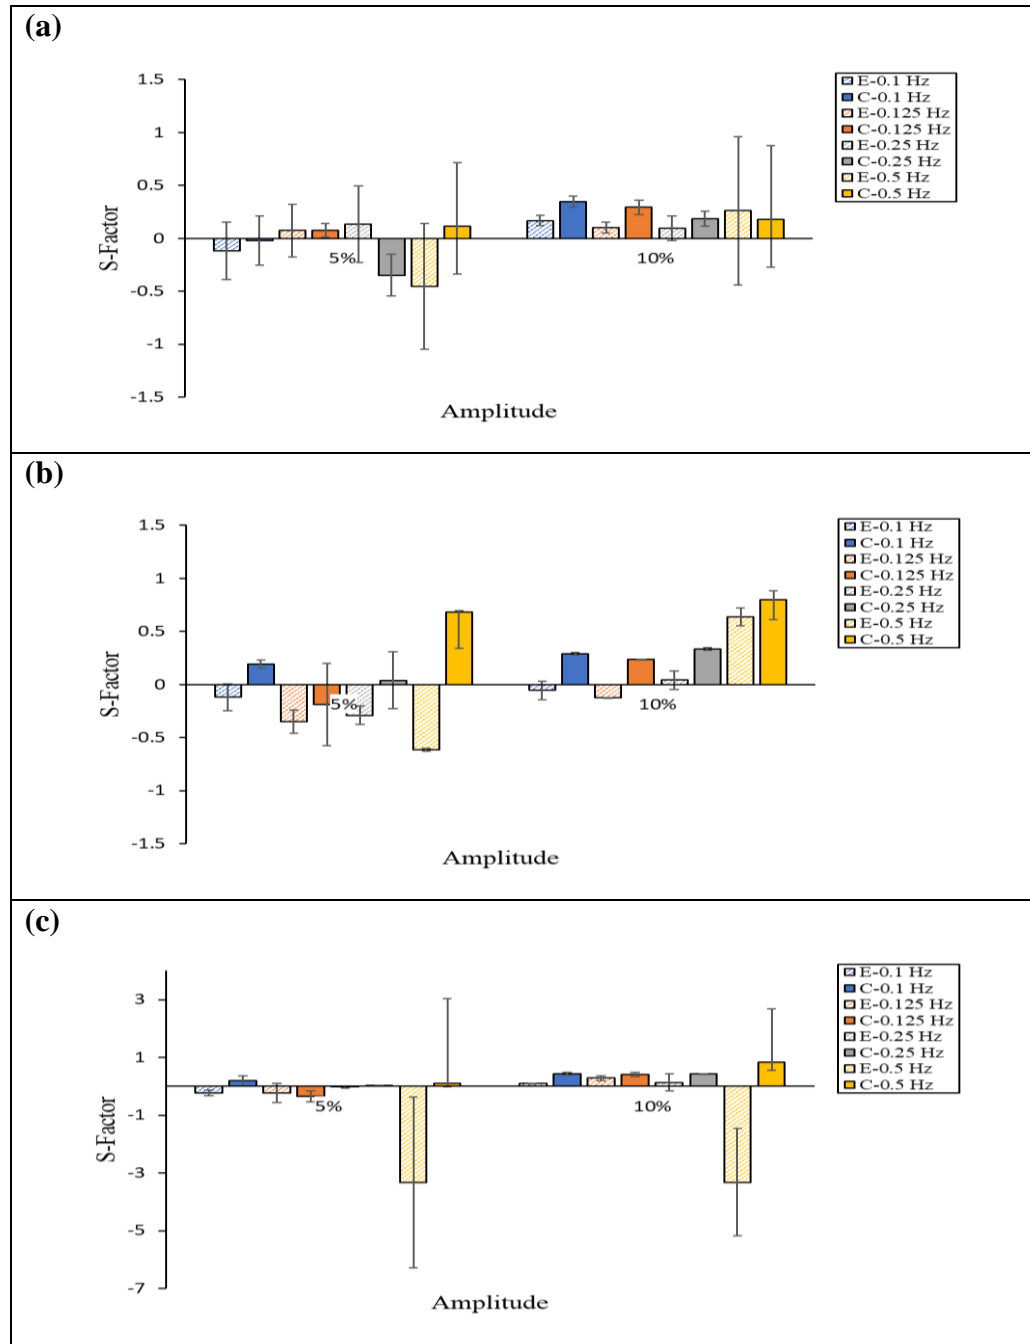 (a)
1.5
1
0.5
0
-0.5
-1
-1.5
S-Factor
5%
10%
Amplitude
E-0.1 Hz
C-0.1 Hz
E-0.125 Hz
C-0.125 Hz
E-0.25 Hz
C-0.25 Hz
E-0.5 Hz
C-0.5 Hz
(b)
1.5
1
0.5
0
-0.5
-1
-1.5
S-Factor
5%
10%
Amplitude
E-0.1 Hz
C-0.1 Hz
E-0.125 Hz
C-0.125 Hz
E-0.25 Hz
C-0.25 Hz
E-0.5 Hz
C-0.5 Hz
(c)
3
1
-1
-3
-5
-7
S-Factor
5%
10%
Amplitude
E-0.1 Hz
C-0.1 Hz
E-0.125 Hz
C-0.125 Hz
E-0.25 Hz
C-0.25 Hz
E-0.5 Hz
C-0.5 Hz